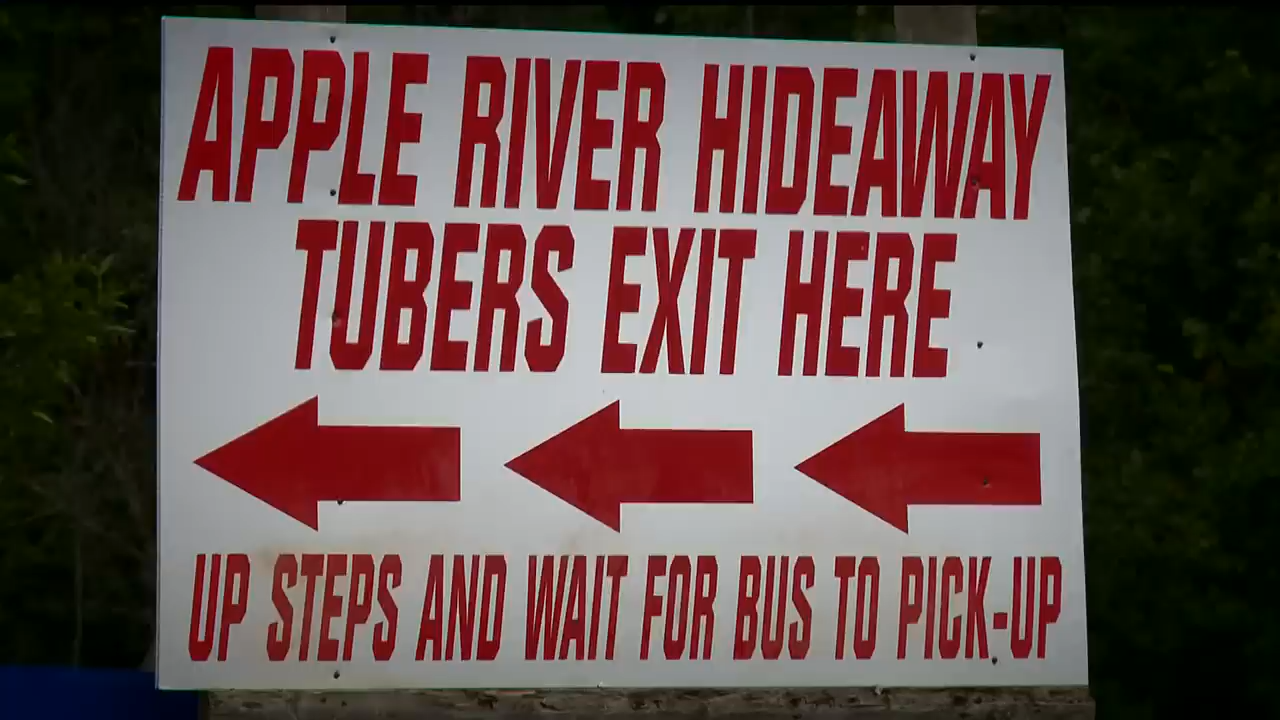 APPLE RIVER HIDEAWAY
TUBERS EXIT HERE
UP STEPS AND WAIT FOR BUS TO PICK-UP